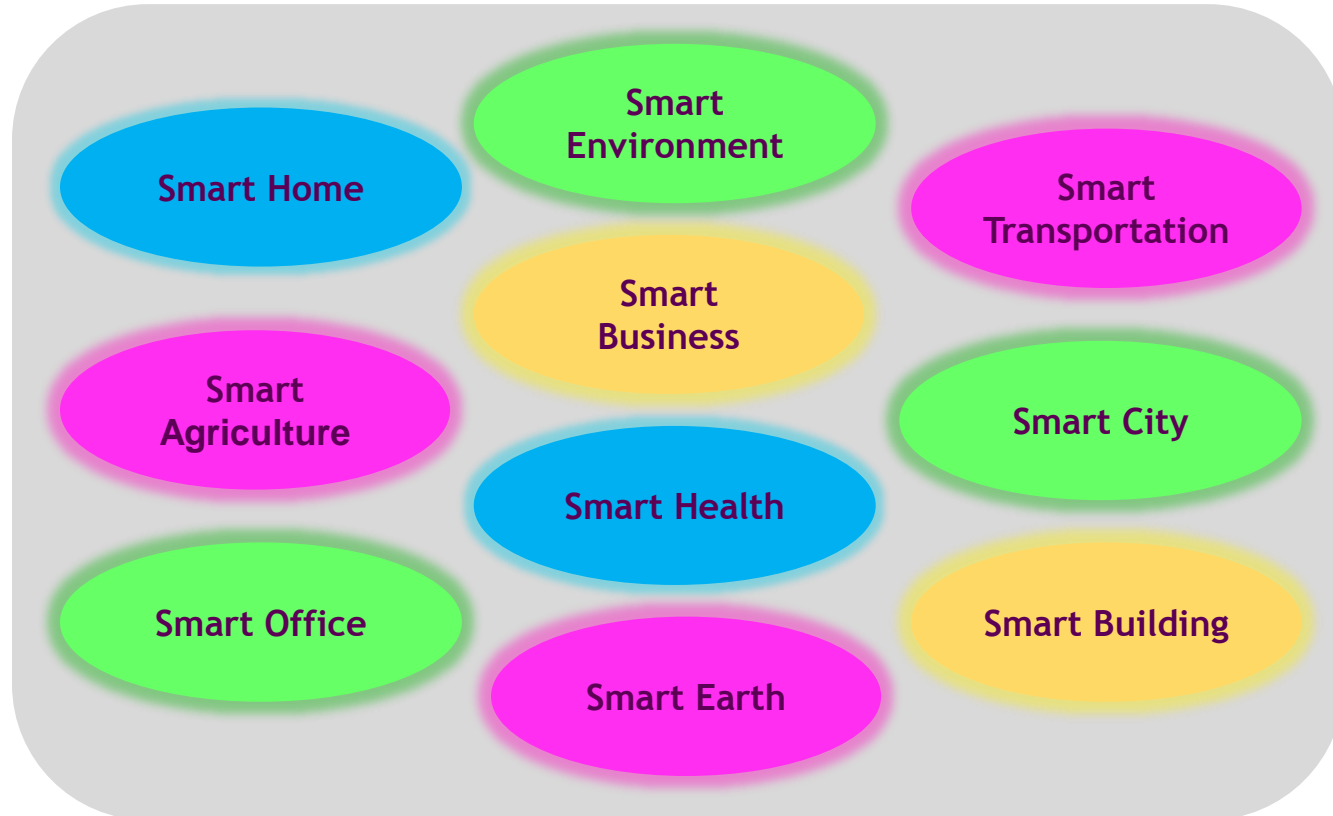 Smart Home
Smart
Environment
Smart
Transportation
Smart
Business
Smart
Agriculture
Smart City
Smart Health
Smart Office
Smart Building
Smart Earth